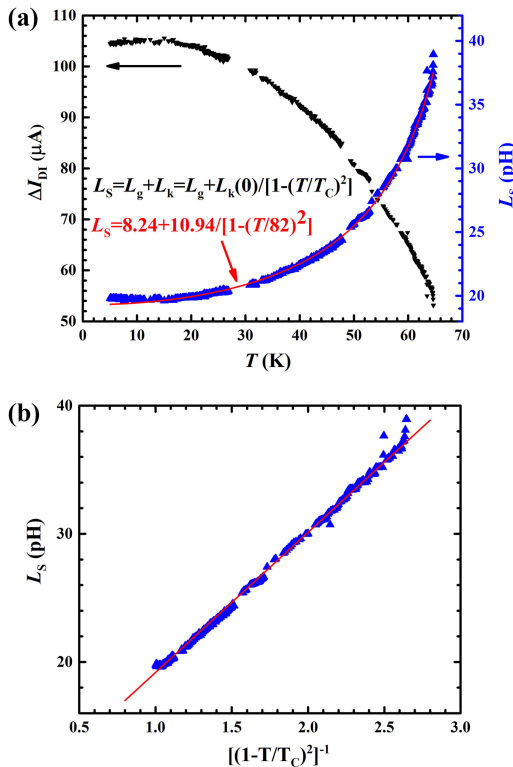 (a)
110
100
90
80
70
60
50
ΔI_DI (μA)
40
35
30
25
20
L_S (pH)
L_S=L_g+L_k=L_g+L_k(0)/[1-(T/T_C)^2]
L_S=8.24+10.94/[1-(T/82)^2]
0 10 20 30 40 50 60 70
T (K)
(b)
40
30
20
L_S (pH)
0.5 1.0 1.5 2.0 2.5 3.0
[(1-T/T_C)^2]^-1